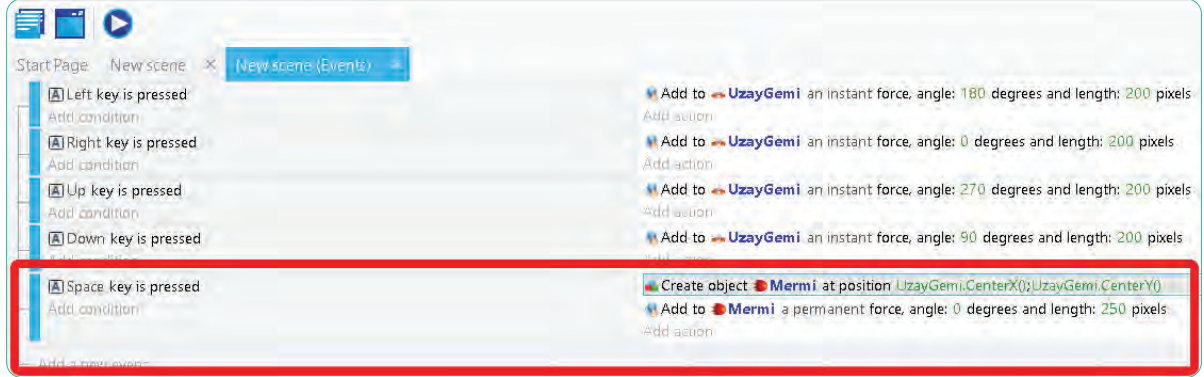 Start Page New scene × New scene (Events) ×
A Left key is pressed
Add to UzayGemi an instant force, angle: 180 degrees and length: 200 pixels
Add condition
Add action
A Right key is pressed
Add to UzayGemi an instant force, angle: 0 degrees and length: 200 pixels
Add condition
Add action
A Up key is pressed
Add to UzayGemi an instant force, angle: 270 degrees and length: 200 pixels
Add condition
Add action
A Down key is pressed
Add to UzayGemi an instant force, angle: 90 degrees and length: 200 pixels
Add condition
Add action
A Space key is pressed
Create object Mermi at position UzayGemi.CenterX();UzayGemi.CenterY()
Add condition
Add to Mermi a permanent force, angle: 0 degrees and length: 250 pixels
Add action
Add a new event